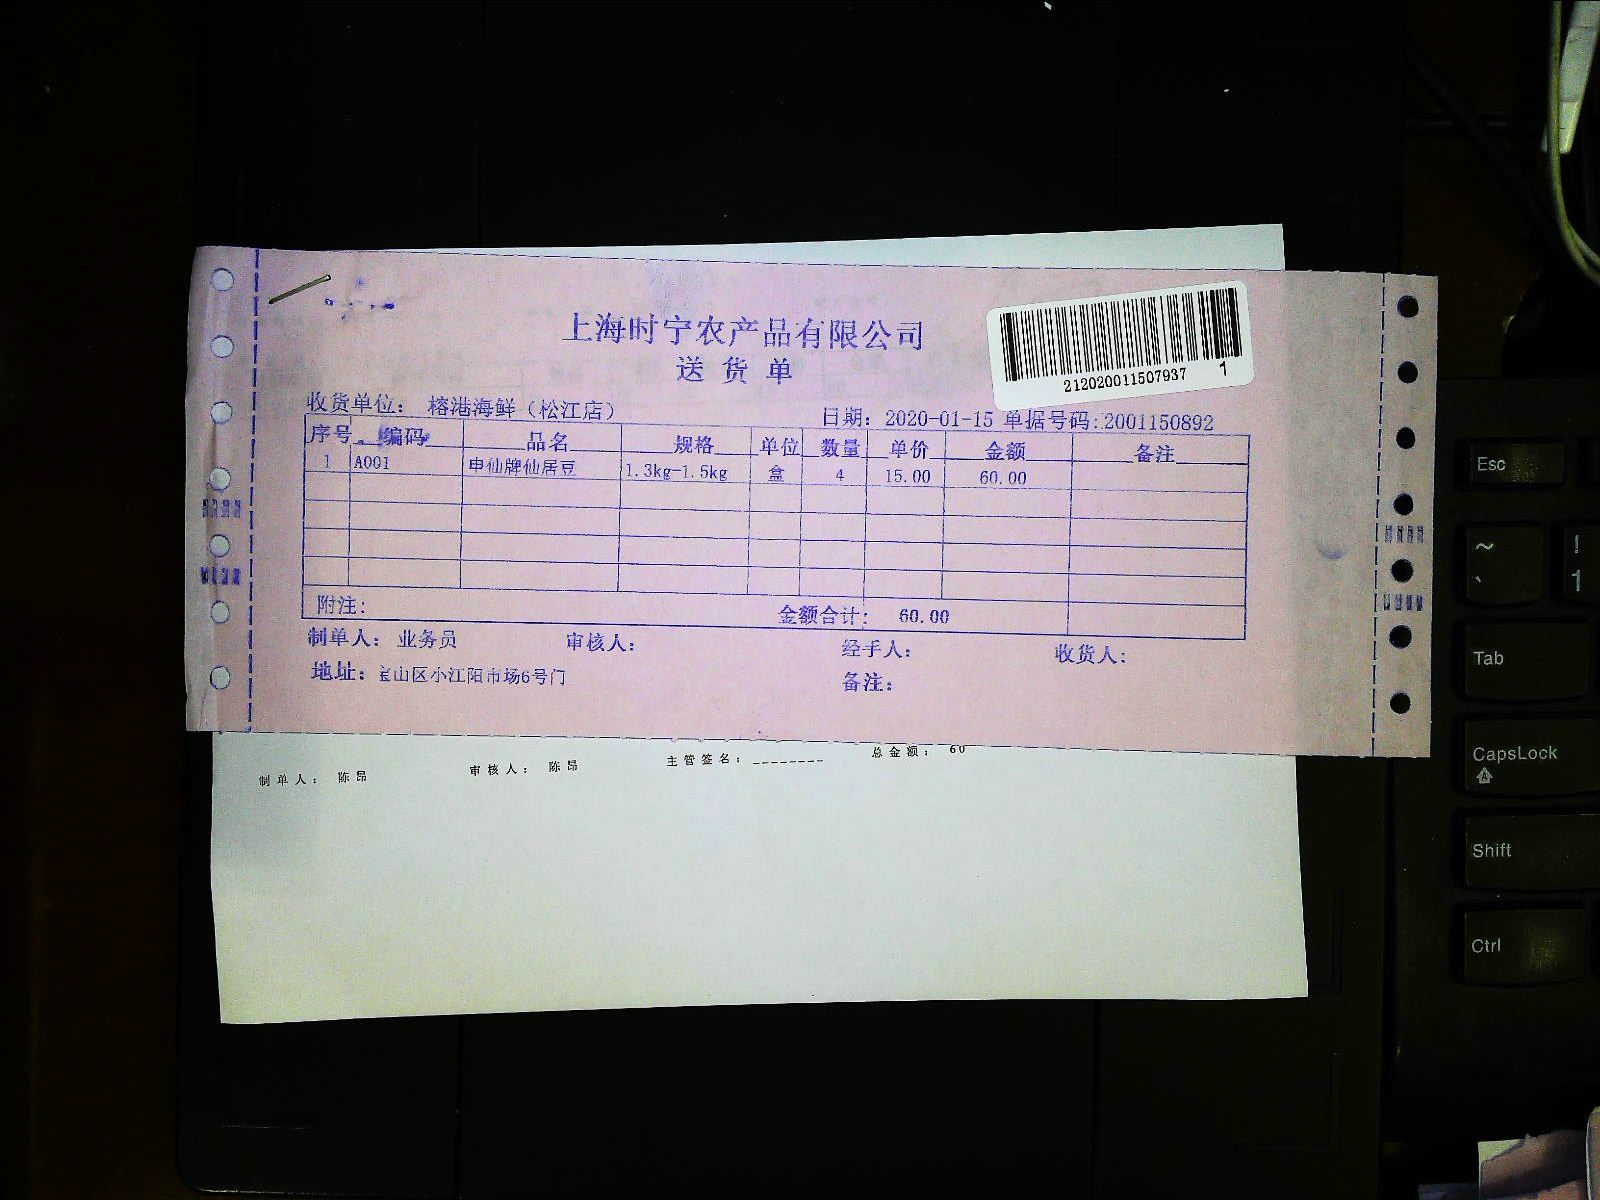 上海时宁农产品有限公司
送货单
212020011507937 1
收货单位: 榕港海鲜(松江店) 日期: 2020-01-15 单据号码:2001150892
序号 编码 品名 规格 单位 数量 单价 金额 备注
1 A001 申仙牌仙居豆 1.3kg-1.5kg 盒 4 15.00 60.00
附注: 金额合计: 60.00
制单人: 业务员 审核人: 经手人: 收货人:
地址: 宝山区小江阳市场6号门 备注:
制单人: 陈昂 审核人: 陈昂 主管签名:________ 总金额: 60
Esc
~
`
!
1
Tab
CapsLock
A
Shift
Ctrl